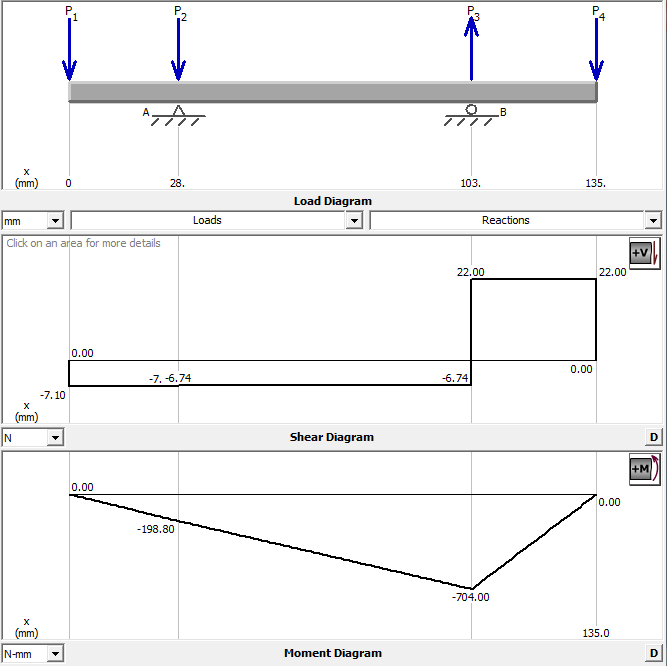 P1 P2 P3 P4
A B
x
(mm) 0 28. 103. 135.
Load Diagram
mm Loads Reactions
Click on an area for more details
+V
22.00 22.00
0.00
0.00
-7. -6.74 -6.74
-7.10
x
(mm)
N Shear Diagram D
+M
0.00
0.00
-198.80
-704.00
x
(mm) 135.0
N-mm Moment Diagram D